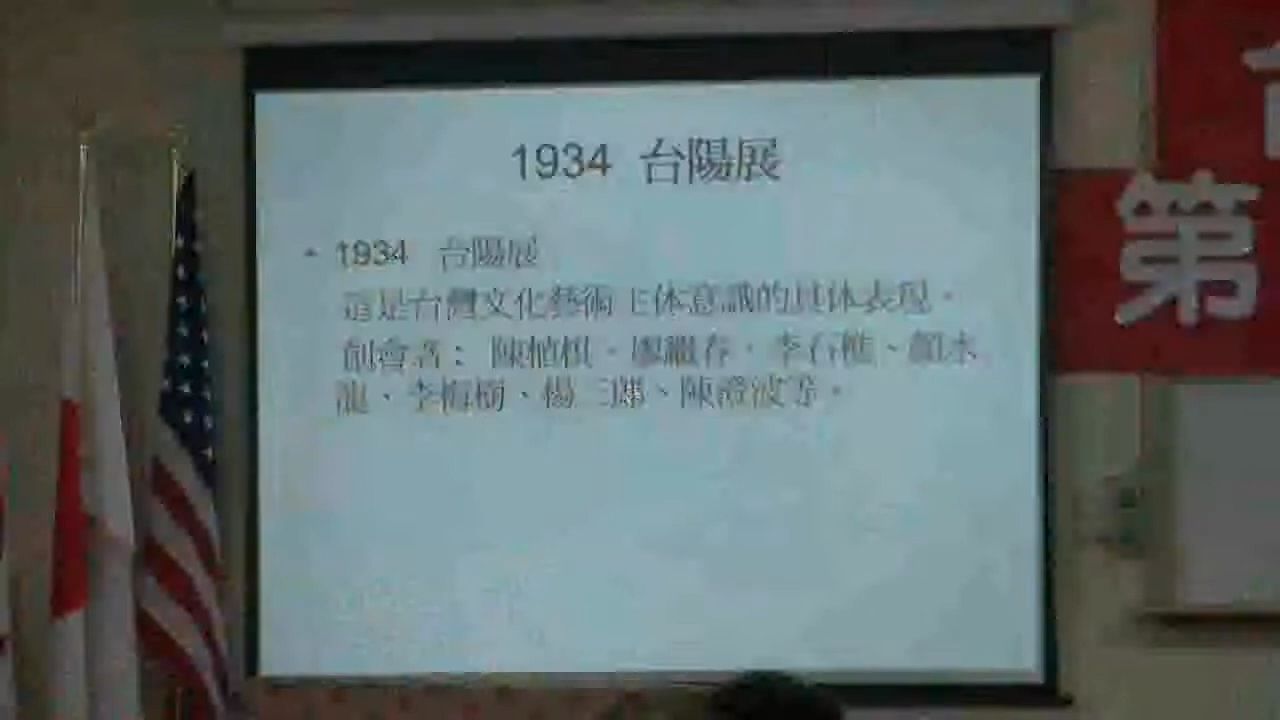 1934 台陽展
• 1934 台陽展
這是台灣文化藝術主体意識的具体表現。
創會者： 陳植棋、廖繼春、李石樵、顏水
龍、李梅樹、楊三郎、陳澄波等。
第